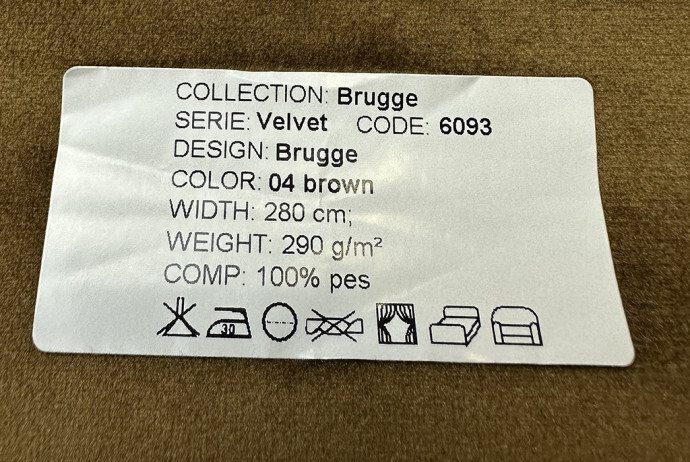 COLLECTION: Brugge
SERIE: Velvet CODE: 6093
DESIGN: Brugge
COLOR: 04 brown
WIDTH: 280 cm;
WEIGHT: 290 g/m²
COMP: 100% pes
30